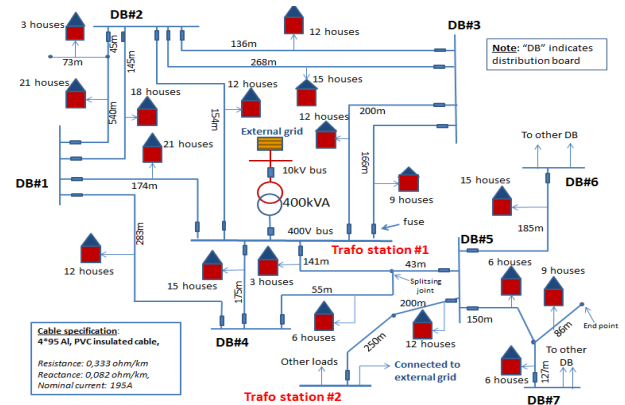 3 houses
DB#2
12 houses
DB#3
Note: “DB” indicates
distribution board
45m
145m
136m
73m
268m
21 houses
18 houses
12 houses
15 houses
540m
154m
12 houses
200m
To other DB
21 houses
External grid
166m
DB#1
174m
10kV bus
400kVA
9 houses
15 houses
DB#6
185m
283m
400V bus
fuse
Trafo station #1
DB#5
12 houses
15 houses
175m
3 houses
141m
43m
Splitsing
joint
6 houses
9 houses
55m
200m
150m
86m
End point
Cable specification:
4*95 Al, PVC insulated cable,
Resistance: 0,333 ohm/km
Reactance: 0,082 ohm/km,
Nominal current: 195A
DB#4
6 houses
250m
12 houses
Other loads
Connected to
external grid
6 houses
127m
To other
DB
Trafo station #2
DB#7